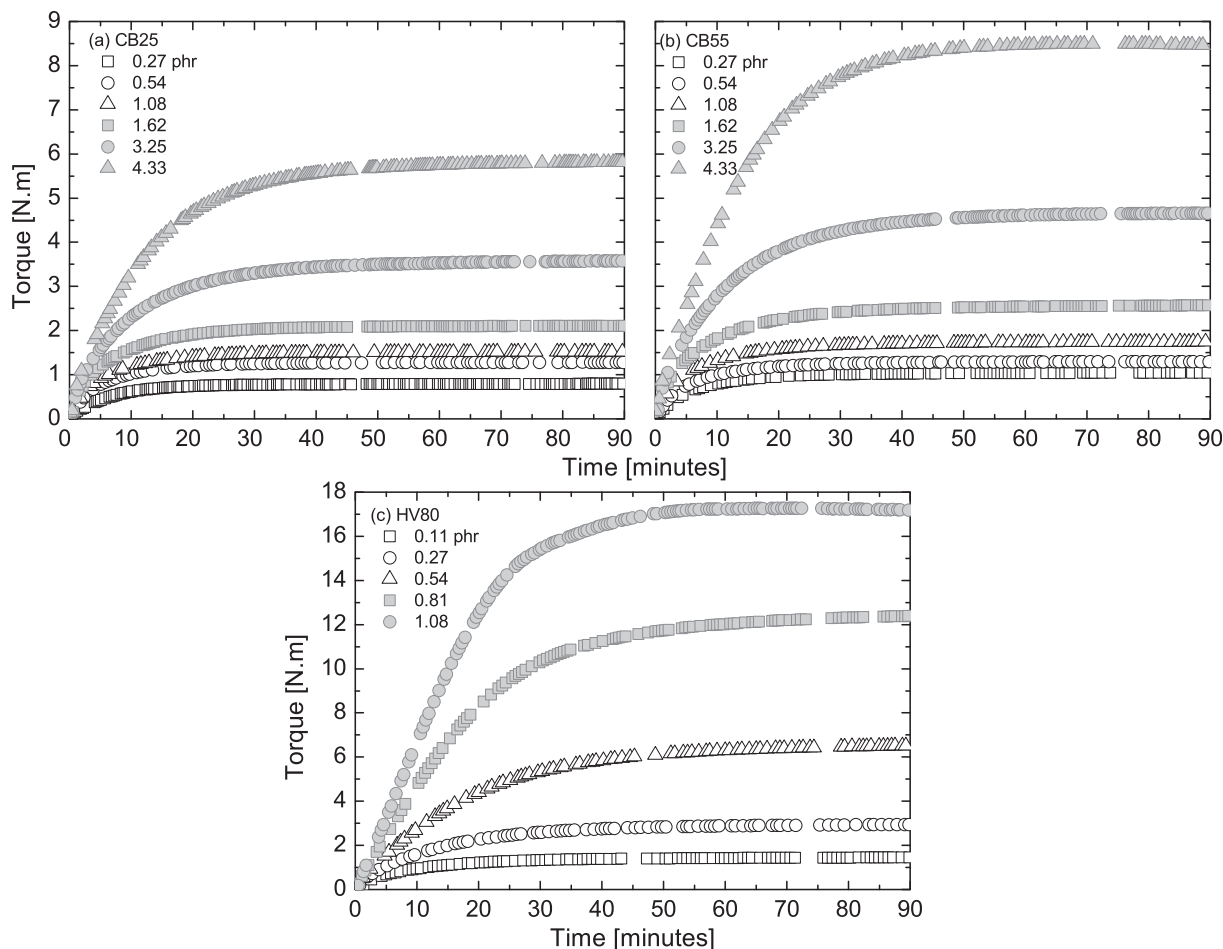 9
8
7
6
5
4
3
2
1
0
Torque [N.m]
(a) CB25
0.27 phr
0.54
1.08
1.62
3.25
4.33
0 10 20 30 40 50 60 70 80 90
(b) CB55
0.27 phr
0.54
1.08
1.62
3.25
4.33
0 10 20 30 40 50 60 70 80 90
Time [minutes]
18
16
14
12
10
8
6
4
2
0
Torque [N.m]
(c) HV80
0.11 phr
0.27
0.54
0.81
1.08
0 10 20 30 40 50 60 70 80 90
Time [minutes]